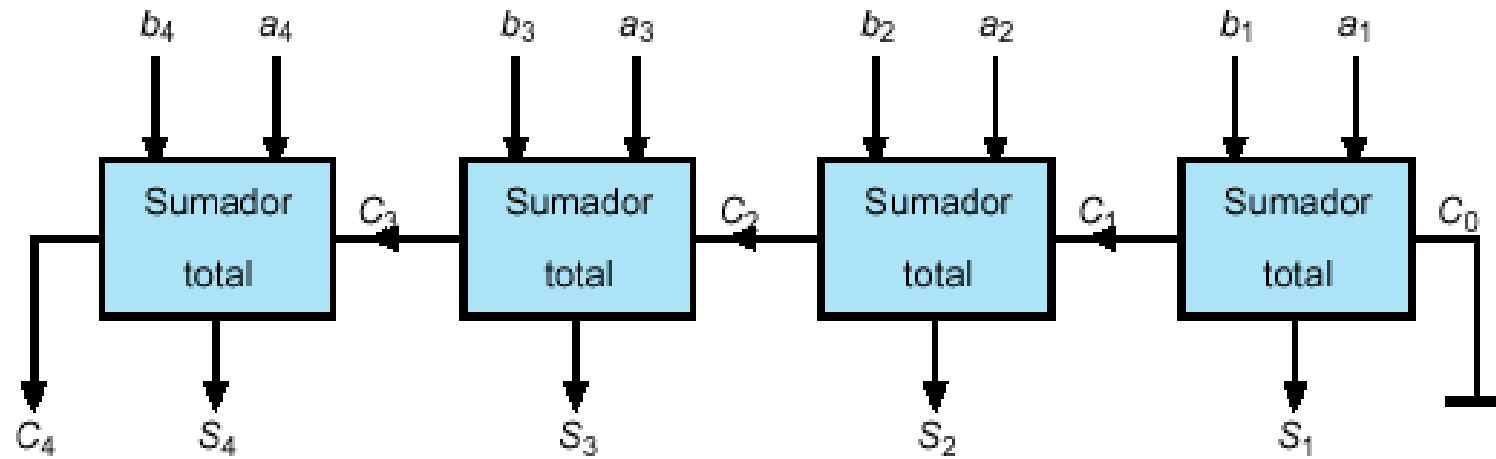 b₄ a₄ b₃ a₃ b₂ a₂ b₁ a₁
Sumador total C₃ Sumador total C₂ Sumador total C₁ Sumador total C₀
C₄ S₄ S₃ S₂ S₁